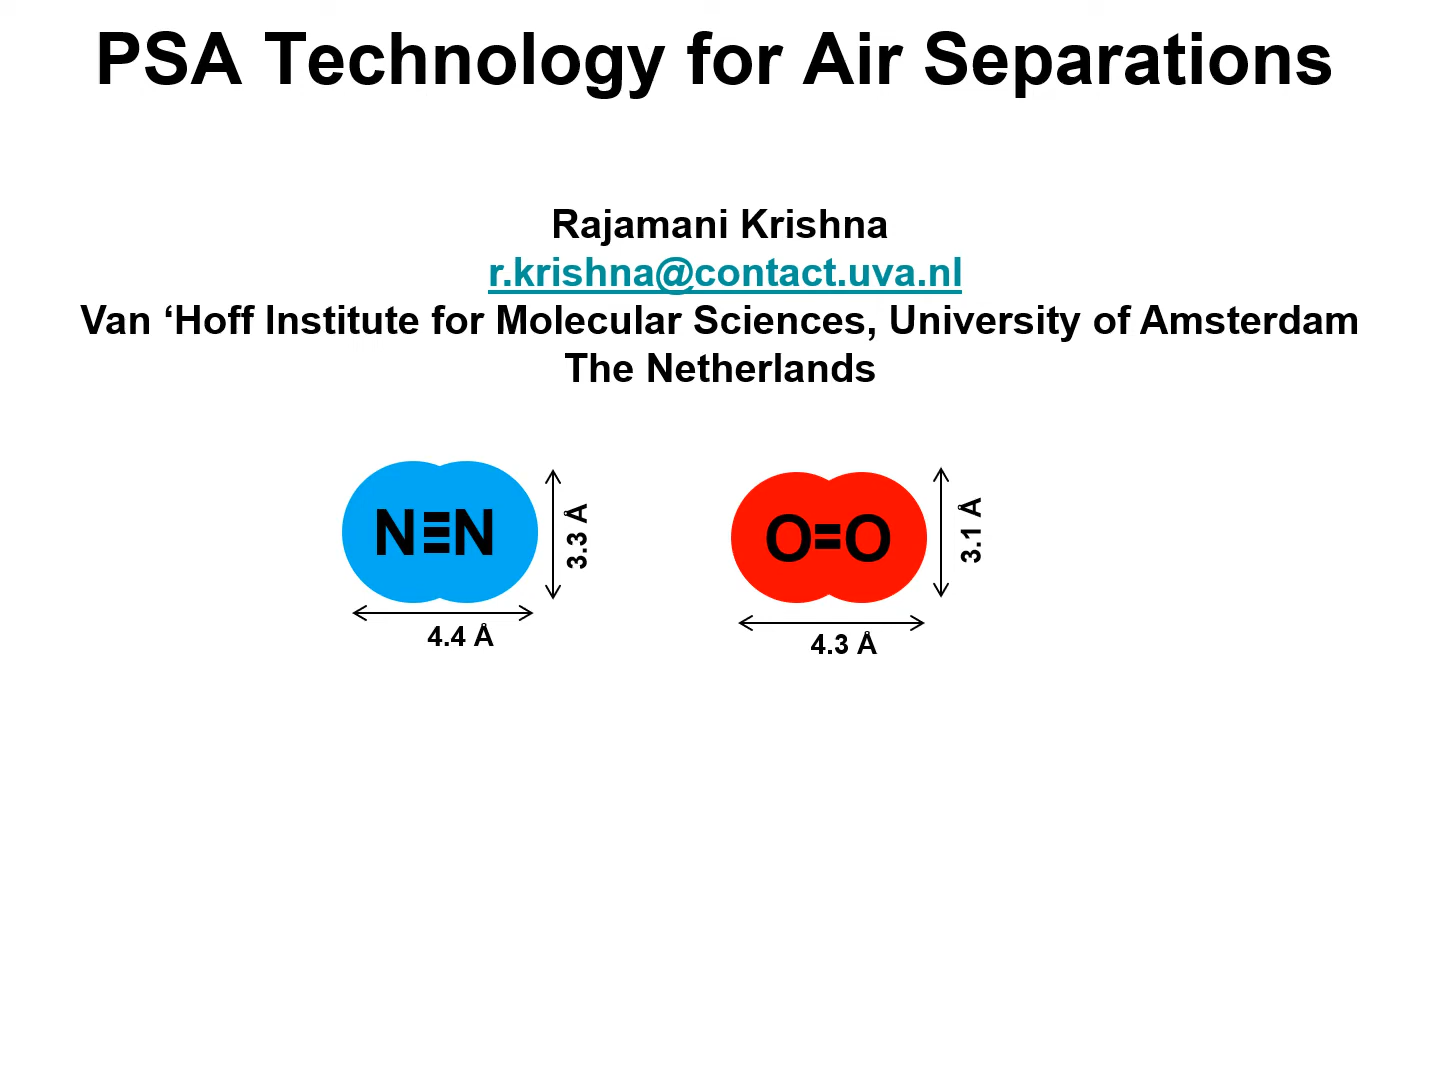 PSA Technology for Air Separations
Rajamani Krishna
r.krishna@contact.uva.nl
Van ‘Hoff Institute for Molecular Sciences, University of Amsterdam
The Netherlands
N≡N
3.3 Å
4.4 Å
O=O
3.1 Å
4.3 Å